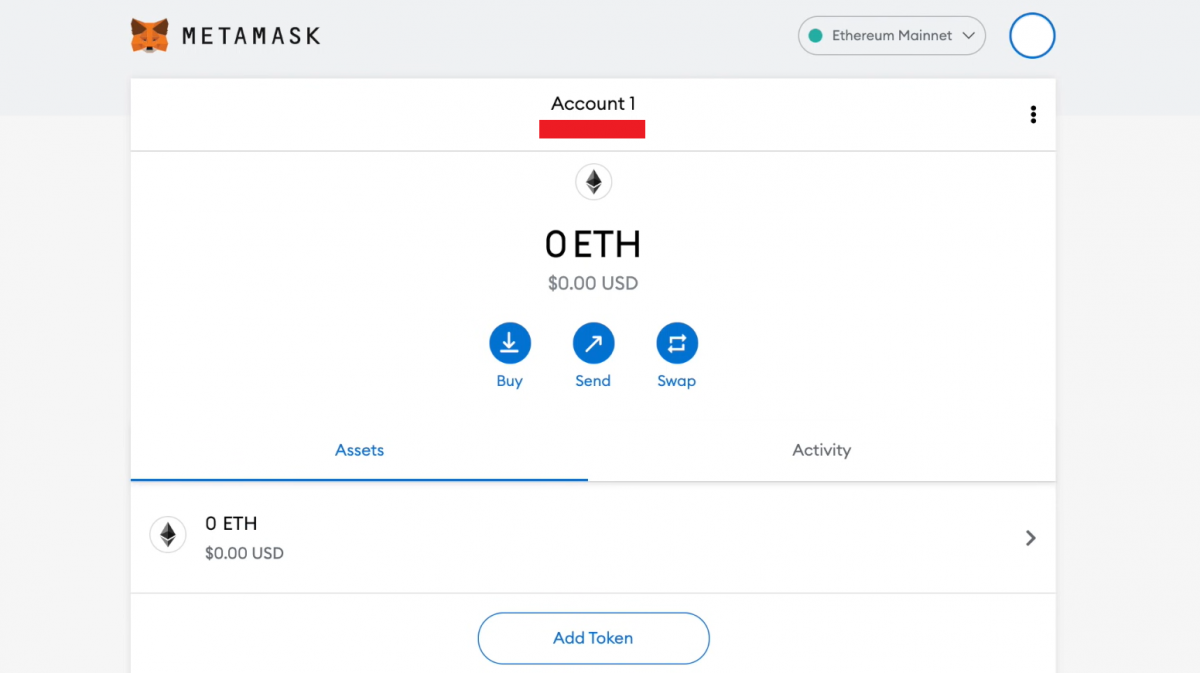 METAMASK
Ethereum Mainnet
Account 1
0 ETH
$0.00 USD
Buy
Send
Swap
Assets
Activity
0 ETH
$0.00 USD
Add Token